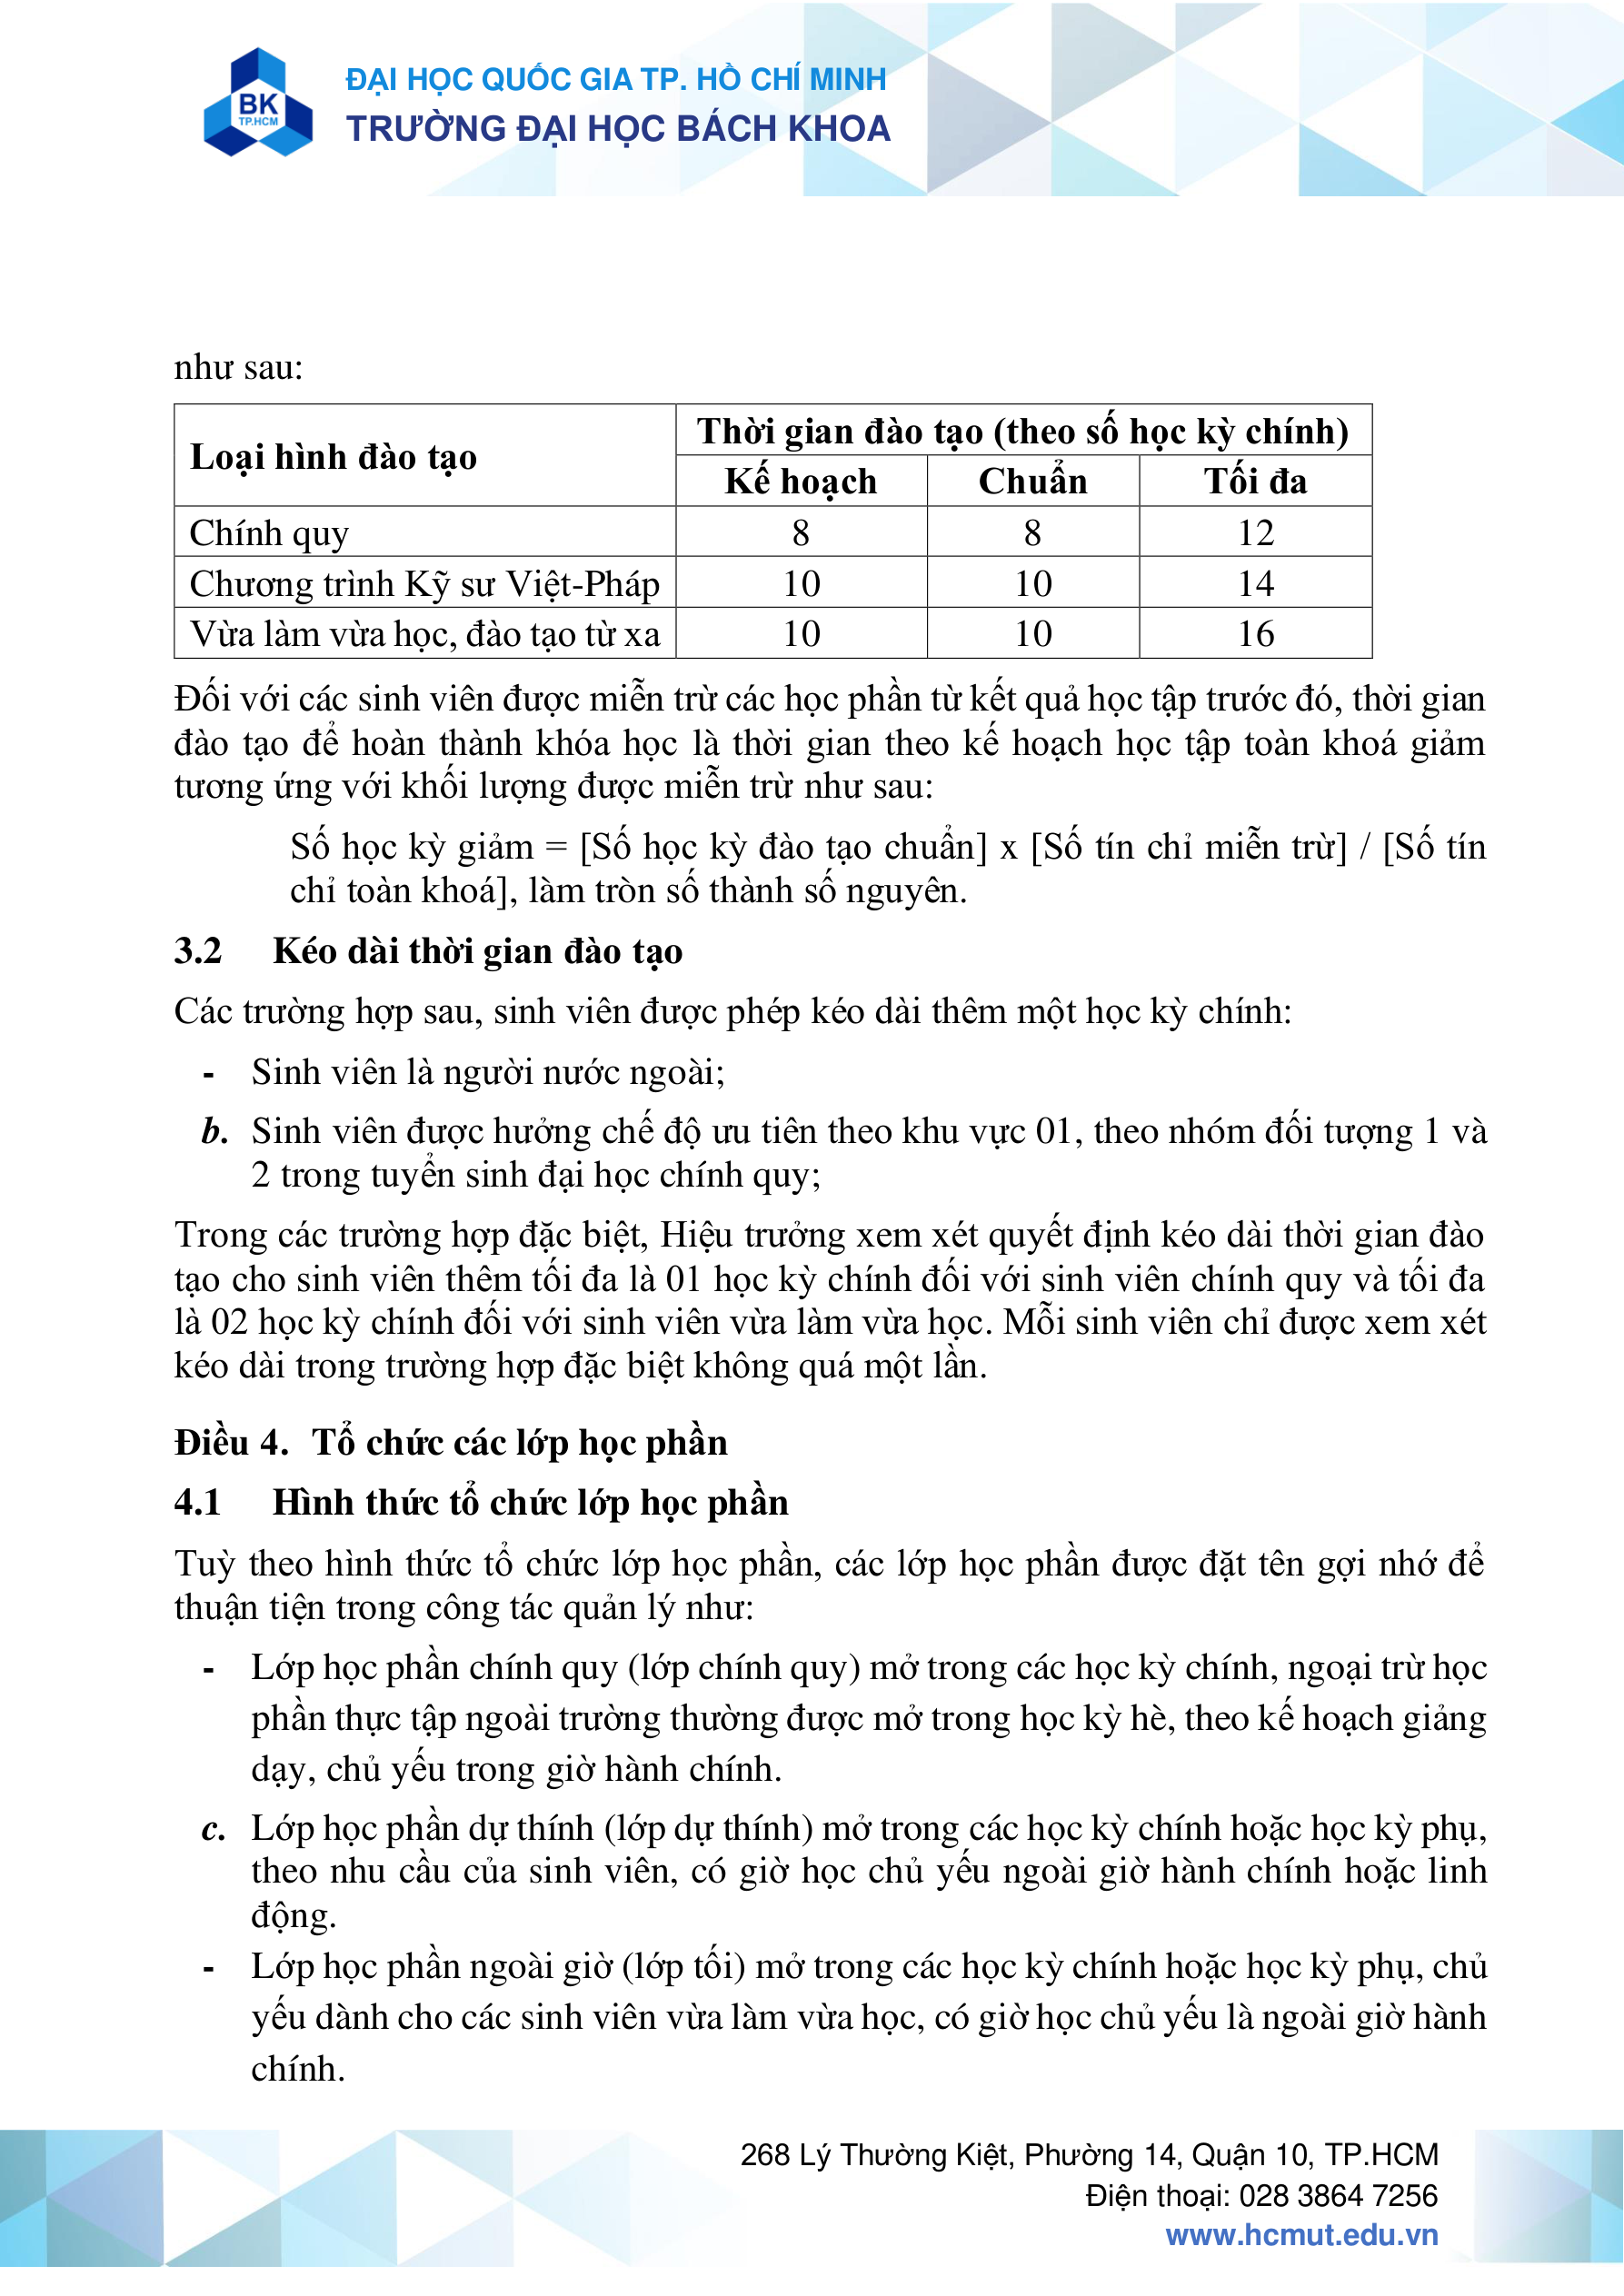 BK
TP.HCM
ĐẠI HỌC QUỐC GIA TP. HỒ CHÍ MINH
TRƯỜNG ĐẠI HỌC BÁCH KHOA
như sau:
Loại hình đào tạo
Thời gian đào tạo (theo số học kỳ chính)
Kế hoạch Chuẩn Tối đa
Chính quy 8 8 12
Chương trình Kỹ sư Việt-Pháp 10 10 14
Vừa làm vừa học, đào tạo từ xa 10 10 16
Đối với các sinh viên được miễn trừ các học phần từ kết quả học tập trước đó, thời gian
đào tạo để hoàn thành khóa học là thời gian theo kế hoạch học tập toàn khoá giảm
tương ứng với khối lượng được miễn trừ như sau:
Số học kỳ giảm = [Số học kỳ đào tạo chuẩn] x [Số tín chỉ miễn trừ] / [Số tín
chỉ toàn khoá], làm tròn số thành số nguyên.
3.2 Kéo dài thời gian đào tạo
Các trường hợp sau, sinh viên được phép kéo dài thêm một học kỳ chính:
- Sinh viên là người nước ngoài;
b. Sinh viên được hưởng chế độ ưu tiên theo khu vực 01, theo nhóm đối tượng 1 và
2 trong tuyển sinh đại học chính quy;
Trong các trường hợp đặc biệt, Hiệu trưởng xem xét quyết định kéo dài thời gian đào
tạo cho sinh viên thêm tối đa là 01 học kỳ chính đối với sinh viên chính quy và tối đa
là 02 học kỳ chính đối với sinh viên vừa làm vừa học. Mỗi sinh viên chỉ được xem xét
kéo dài trong trường hợp đặc biệt không quá một lần.
Điều 4. Tổ chức các lớp học phần
4.1 Hình thức tổ chức lớp học phần
Tuỳ theo hình thức tổ chức lớp học phần, các lớp học phần được đặt tên gợi nhớ để
thuận tiện trong công tác quản lý như:
- Lớp học phần chính quy (lớp chính quy) mở trong các học kỳ chính, ngoại trừ học
phần thực tập ngoài trường thường được mở trong học kỳ hè, theo kế hoạch giảng
dạy, chủ yếu trong giờ hành chính.
c. Lớp học phần dự thính (lớp dự thính) mở trong các học kỳ chính hoặc học kỳ phụ,
theo nhu cầu của sinh viên, có giờ học chủ yếu ngoài giờ hành chính hoặc linh
động.
- Lớp học phần ngoài giờ (lớp tối) mở trong các học kỳ chính hoặc học kỳ phụ, chủ
yếu dành cho các sinh viên vừa làm vừa học, có giờ học chủ yếu là ngoài giờ hành
chính.
268 Lý Thường Kiệt, Phường 14, Quận 10, TP.HCM
Điện thoại: 028 3864 7256
www.hcmut.edu.vn